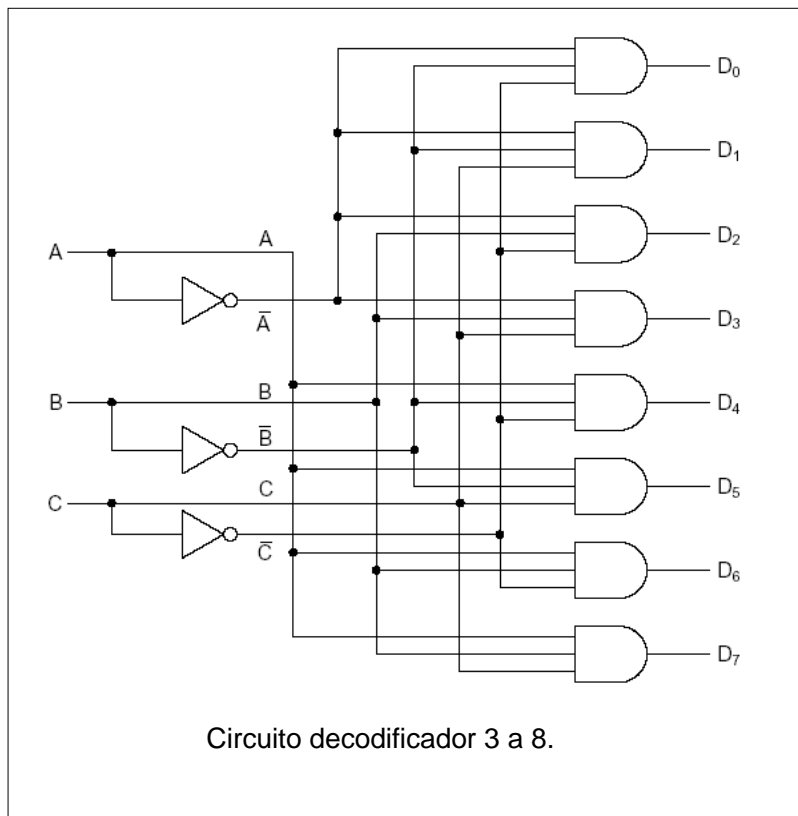 D₀
D₁
D₂
A A
D₃
A̅
B B
D₄
B̅
C C
D₅
C̅
D₆
D₇
Circuito decodificador 3 a 8.